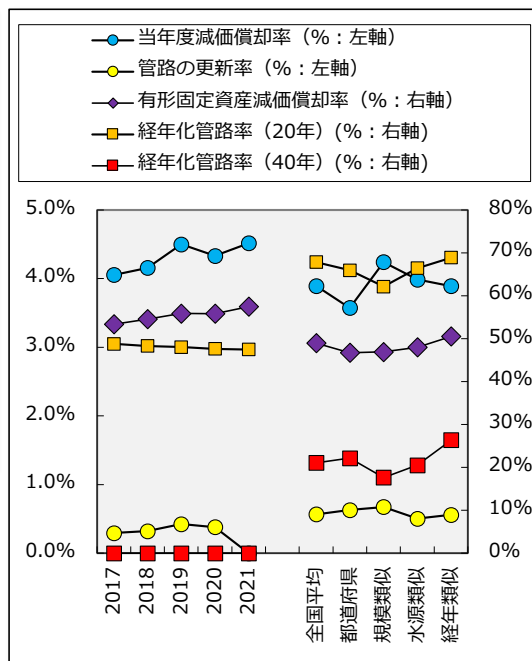 当年度減価償却率（%：左軸）
管路の更新率（%：左軸）
有形固定資産減価償却率（%：右軸）
経年化管路率（20年）(%：右軸)
経年化管路率（40年）(%：右軸)
5.0%
4.0%
3.0%
2.0%
1.0%
0.0%
80%
70%
60%
50%
40%
30%
20%
10%
0%
2017
2018
2019
2020
2021
全国平均
都道府県
規模類似
水源類似
経年類似